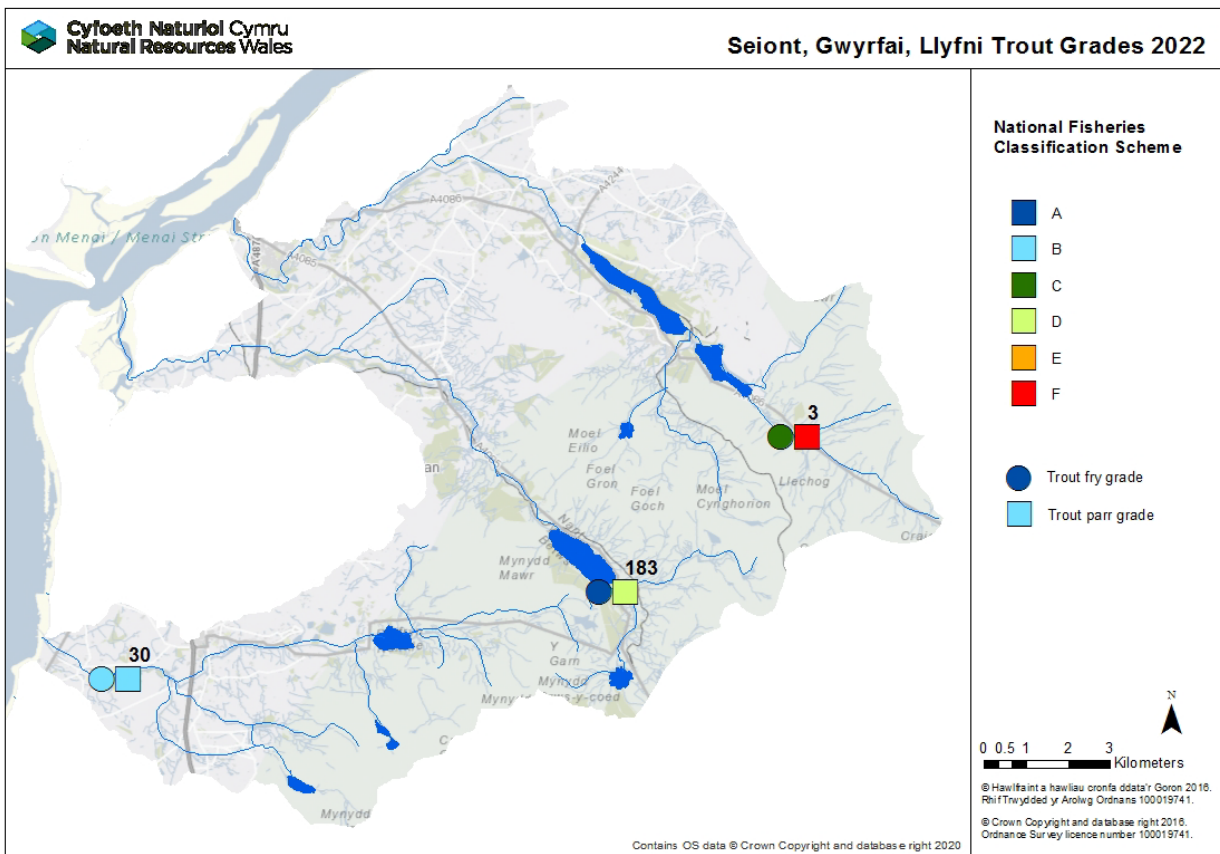 Cyfoeth Naturiol Cymru
Natural Resources Wales
Seiont, Gwyrfai, Llyfni Trout Grades 2022
National Fisheries
Classification Scheme
A
B
C
D
E
F
Trout fry grade
Trout parr grade
A4244
A4086
A487
A4085
on Menai / Menai Str
3
Moel
Eilio
Foel
Gron
Foel
Goch
Moel
Cynghorion
Llechog
Nant
Mynydd
Mawr
183
Y
Garn
Mynydd
30
Mynydd
N
0 0.5 1 2 3
Kilometers
© Hawlfraint a hawliau cronfa ddata'r Goron 2016.
Rhif Trwydded yr Arolwg Ordnans 100019741.
© Crown Copyright and database right 2016.
Ordnance Survey licence number 100019741.
Contains OS data © Crown Copyright and database right 2020